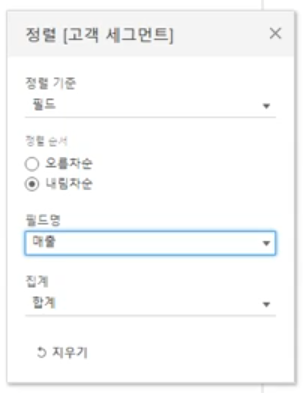 정렬 [고객 세그먼트]
정렬 기준
필드
정렬 순서
오름차순
내림차순
필드명
매출
집계
합계
지우기